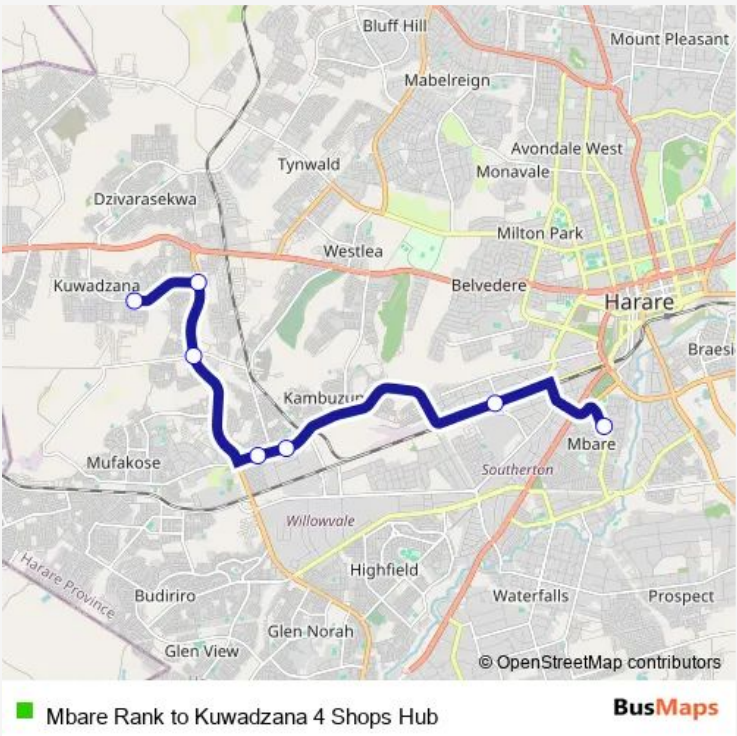 Bluff Hill
Mount Pleasant
Mabelreign
Avondale West
Tynwald
Monavale
Dzivarasekwa
Milton Park
Westlea
Kuwadzana
Belvedere
Harare
Braesi
Kambuzun
Mbare
Mufakose
Southerton
Willowvale
Highfield
Harare Province
Budiriro
Waterfalls
Prospect
Glen Norah
Glen View
© OpenStreetMap contributors
Mbare Rank to Kuwadzana 4 Shops Hub
BusMaps